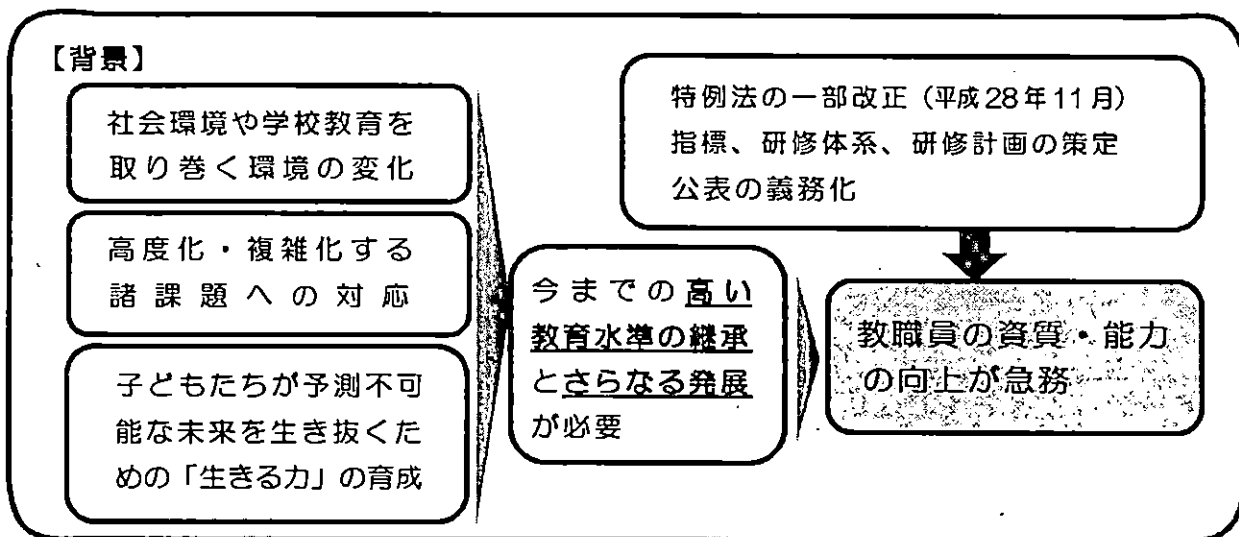 【背景】
社会環境や学校教育を
取り巻く環境の変化
高度化・複雑化する
諸課題への対応
子どもたちが予測不可
能な未来を生き抜くた
めの「生きる力」の育成
今までの高い
教育水準の継承
とさらなる発展
が必要
特例法の一部改正（平成28年11月）
指標、研修体系、研修計画の策定
公表の義務化
教職員の資質・能力
の向上が急務